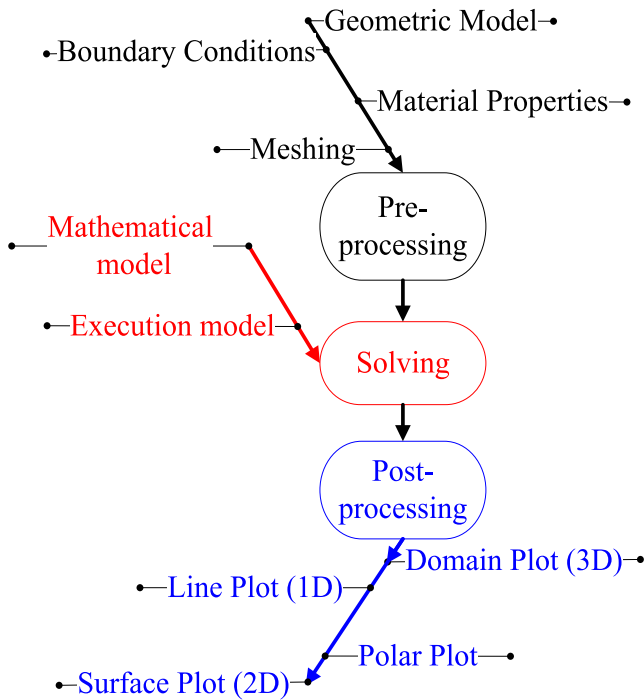 Geometric Model
Boundary Conditions
Material Properties
Meshing
Pre-
processing
Mathematical
model
Execution model
Solving
Post-
processing
Domain Plot (3D)
Line Plot (1D)
Polar Plot
Surface Plot (2D)